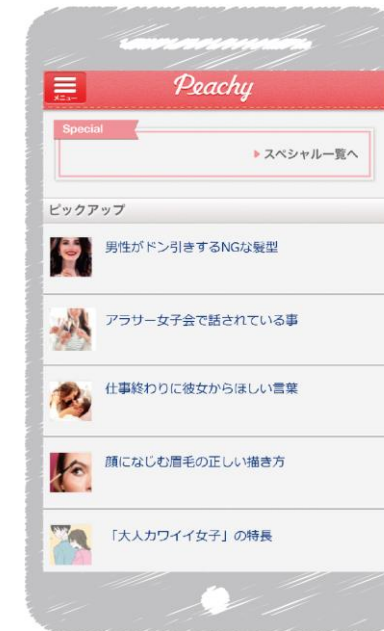 メニュー
Peachy
Special
スペシャル一覧へ
ピックアップ
男性がドン引きするNGな髪型
アラサー女子会で話されている事
仕事終わりに彼女からほしい言葉
顔になじむ眉毛の正しい描き方
「大人カワイイ女子」の特長